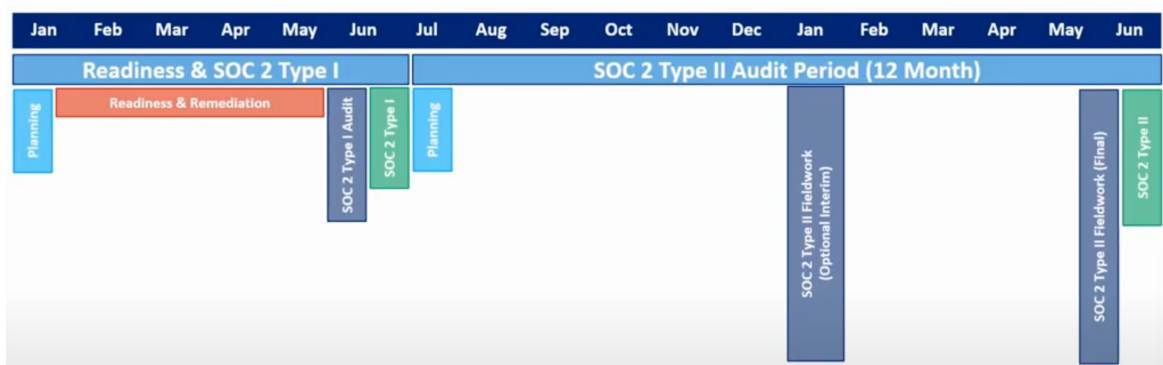 Jan Feb Mar Apr May Jun Jul Aug Sep Oct Nov Dec Jan Feb Mar Apr May Jun
Readiness & SOC 2 Type I
SOC 2 Type II Audit Period (12 Month)
Planning
Readiness & Remediation
SOC 2 Type I Audit
SOC 2 Type I
Planning
SOC 2 Type II Fieldwork
(Optional Interim)
SOC 2 Type II Fieldwork (Final)
SOC 2 Type II